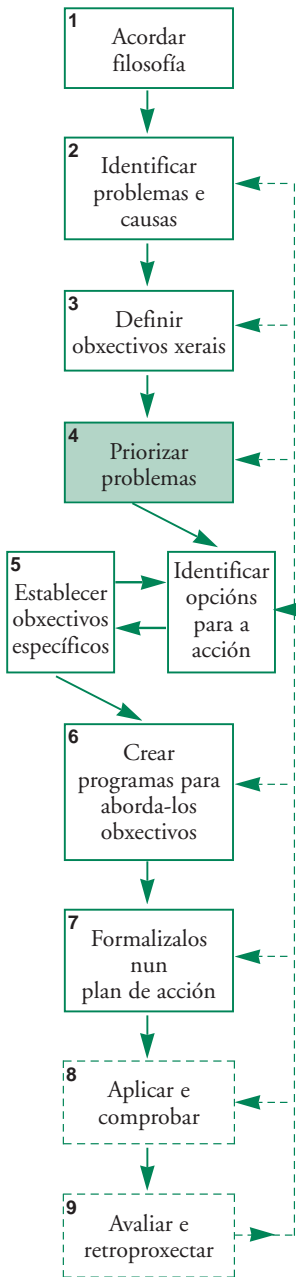 1
Acordar
filosofía
2
Identificar
problemas e
causas
3
Definir
obxectivos xerais
4
Priorizar
problemas
5
Establecer
obxectivos
específicos
Identificar
opcións
para a
acción
6
Crear
programas para
aborda-los
obxectivos
7
Formalizalos
nun
plan de acción
8
Aplicar e
comprobar
9
Avaliar e
retroproxectar